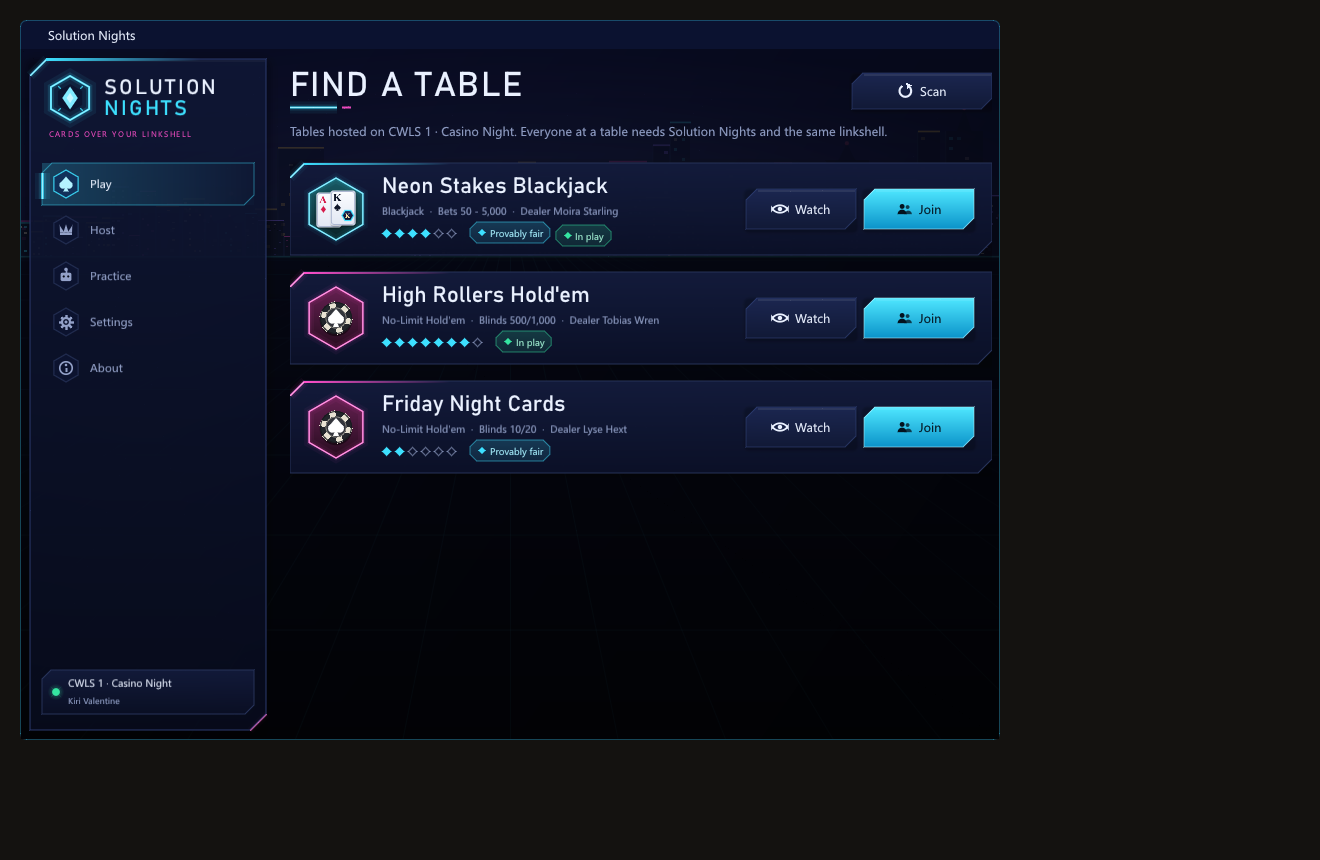 Solution Nights
SOLUTION
NIGHTS
CARDS OVER YOUR LINKSHELL
Play
Host
Practice
Settings
About
CWLS 1 · Casino Night
Kiri Valentine
FIND A TABLE
Scan
Tables hosted on CWLS 1 · Casino Night. Everyone at a table needs Solution Nights and the same linkshell.
A K
K
Neon Stakes Blackjack
Blackjack · Bets 50 - 5,000 · Dealer Moira Starling
Provably fair In play
Watch Join
High Rollers Hold'em
No-Limit Hold'em · Blinds 500/1,000 · Dealer Tobias Wren
In play
Watch Join
Friday Night Cards
No-Limit Hold'em · Blinds 10/20 · Dealer Lyse Hext
Provably fair
Watch Join